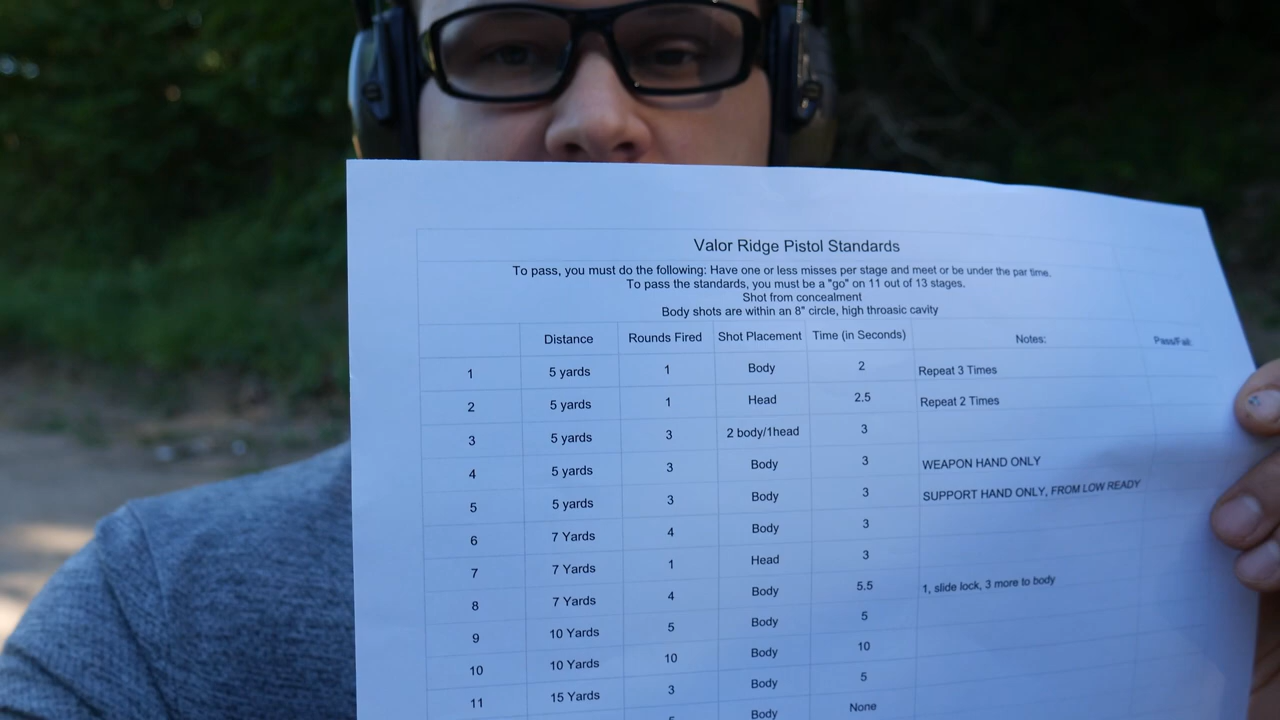 Valor Ridge Pistol Standards
To pass, you must do the following: Have one or less misses per stage and meet or be under the par time.
To pass the standards, you must be a "go" on 11 out of 13 stages.
Shot from concealment
Body shots are within an 8" circle, high throasic cavity
Distance Rounds Fired Shot Placement Time (in Seconds) Notes: Pass/Fail:
1 5 yards 1 Body 2 Repeat 3 Times
2 5 yards 1 Head 2.5 Repeat 2 Times
3 5 yards 3 2 body/1head 3
4 5 yards 3 Body 3 WEAPON HAND ONLY
5 5 yards 3 Body 3 SUPPORT HAND ONLY, FROM LOW READY
6 7 Yards 4 Body 3
7 7 Yards 1 Head 3
8 7 Yards 4 Body 5.5 1, slide lock, 3 more to body
9 10 Yards 5 Body 5
10 10 Yards 10 Body 10
11 15 Yards 3 Body 5
Body None